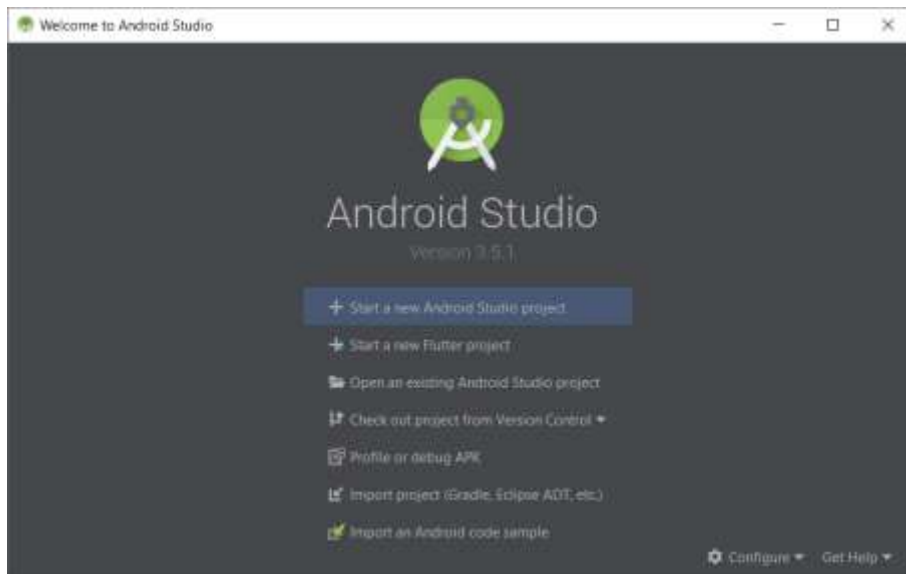 Welcome to Android Studio
Android Studio
Version 3.5.1
Start a new Android Studio project
Start a new Flutter project
Open an existing Android Studio project
Check out project from Version Control
Profile or debug APK
Import project (Gradle, Eclipse ADT, etc.)
Import an Android code sample
Configure Get Help